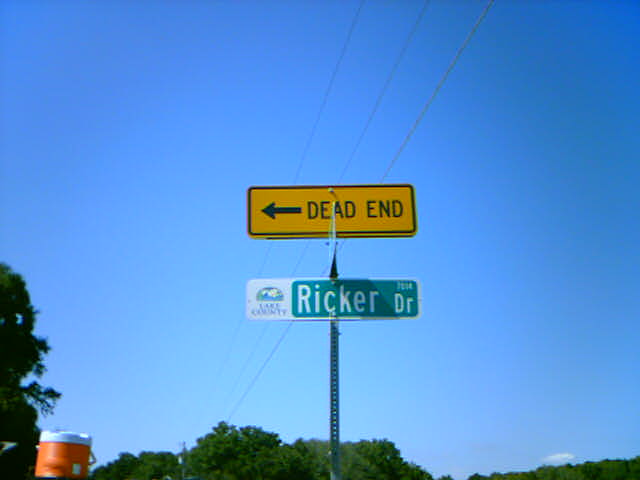 DEAD END
LAKE COUNTY
Ricker Dr